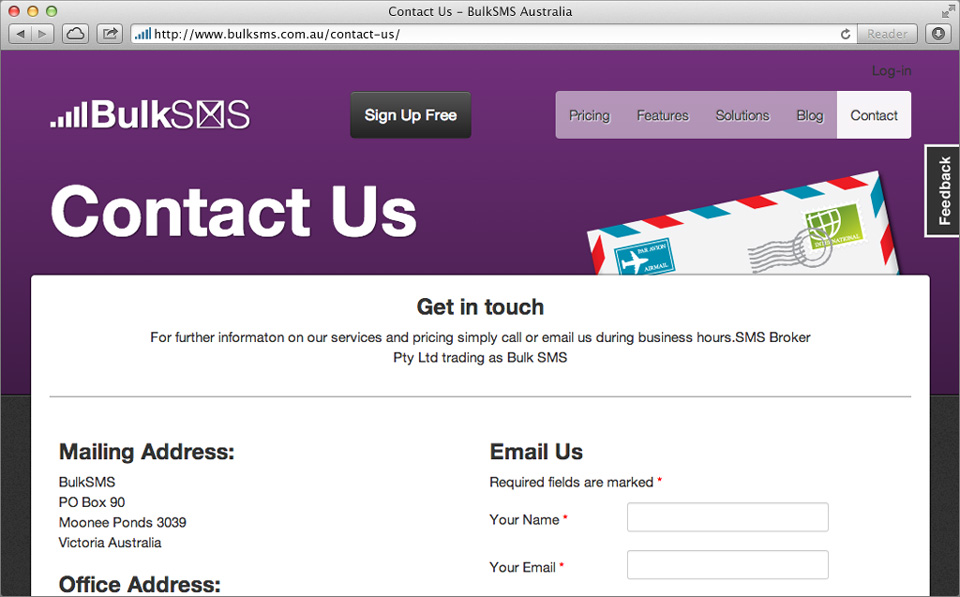 Contact Us – BulkSMS Australia
http://www.bulksms.com.au/contact-us/
Reader
Log-in
BulkSMS
Sign Up Free
Pricing Features Solutions Blog Contact
Feedback
Contact Us
PAR AVION
AIRMAIL
INTERNATIONAL
Get in touch
For further informaton on our services and pricing simply call or email us during business hours.SMS Broker
Pty Ltd trading as Bulk SMS
Mailing Address:
BulkSMS
PO Box 90
Moonee Ponds 3039
Victoria Australia
Office Address:
Email Us
Required fields are marked *
Your Name *
Your Email *